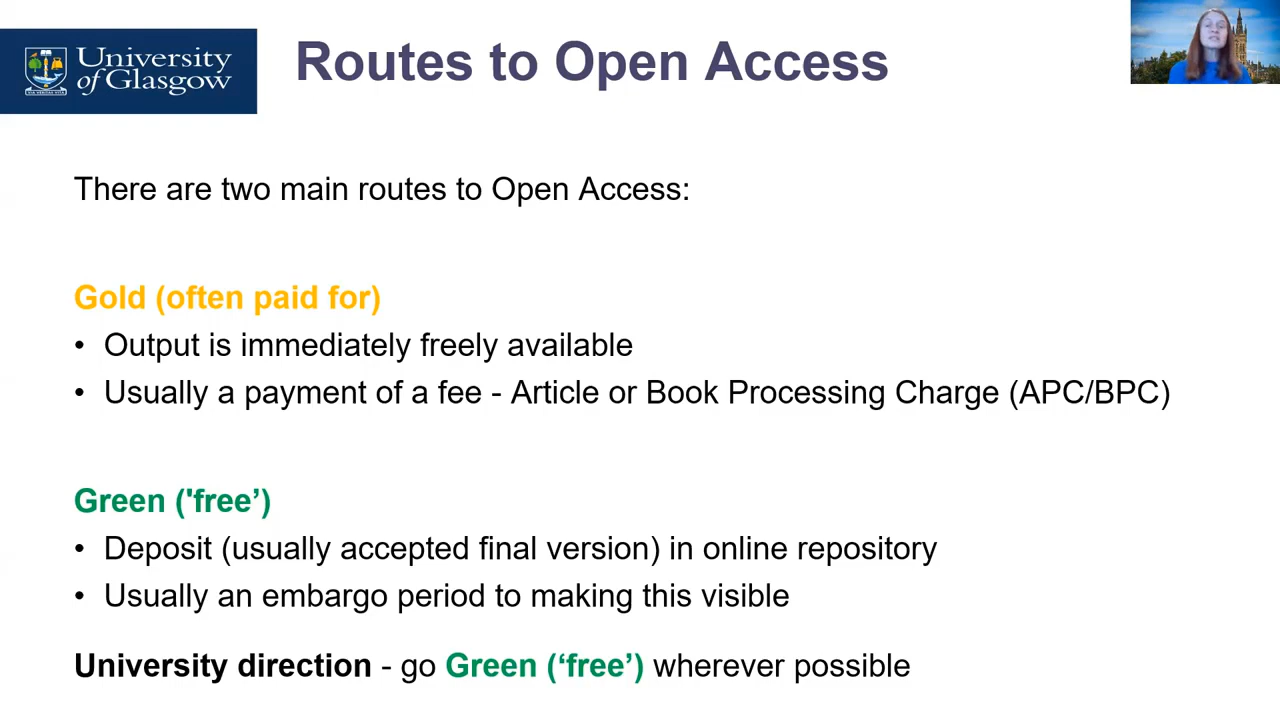 University
of Glasgow
Routes to Open Access
There are two main routes to Open Access:
Gold (often paid for)
• Output is immediately freely available
• Usually a payment of a fee - Article or Book Processing Charge (APC/BPC)
Green ('free’)
• Deposit (usually accepted final version) in online repository
• Usually an embargo period to making this visible
University direction - go Green (‘free’) wherever possible